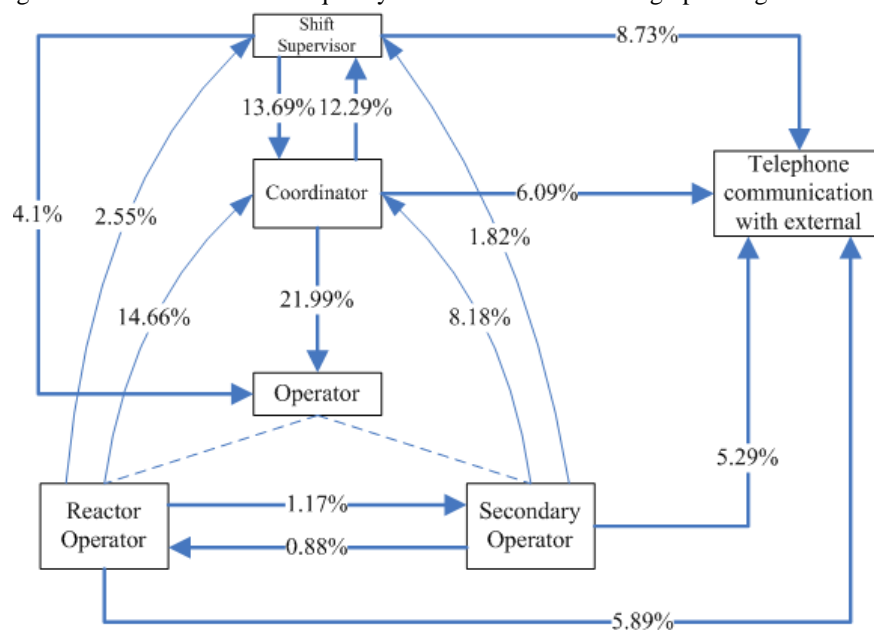 Shift
Supervisor
8.73%
13.69%
12.29%
Telephone
communication
with external
Coordinator
6.09%
4.1%
2.55%
1.82%
14.66%
21.99%
8.18%
Operator
5.29%
Reactor
Operator
1.17%
Secondary
Operator
0.88%
5.89%